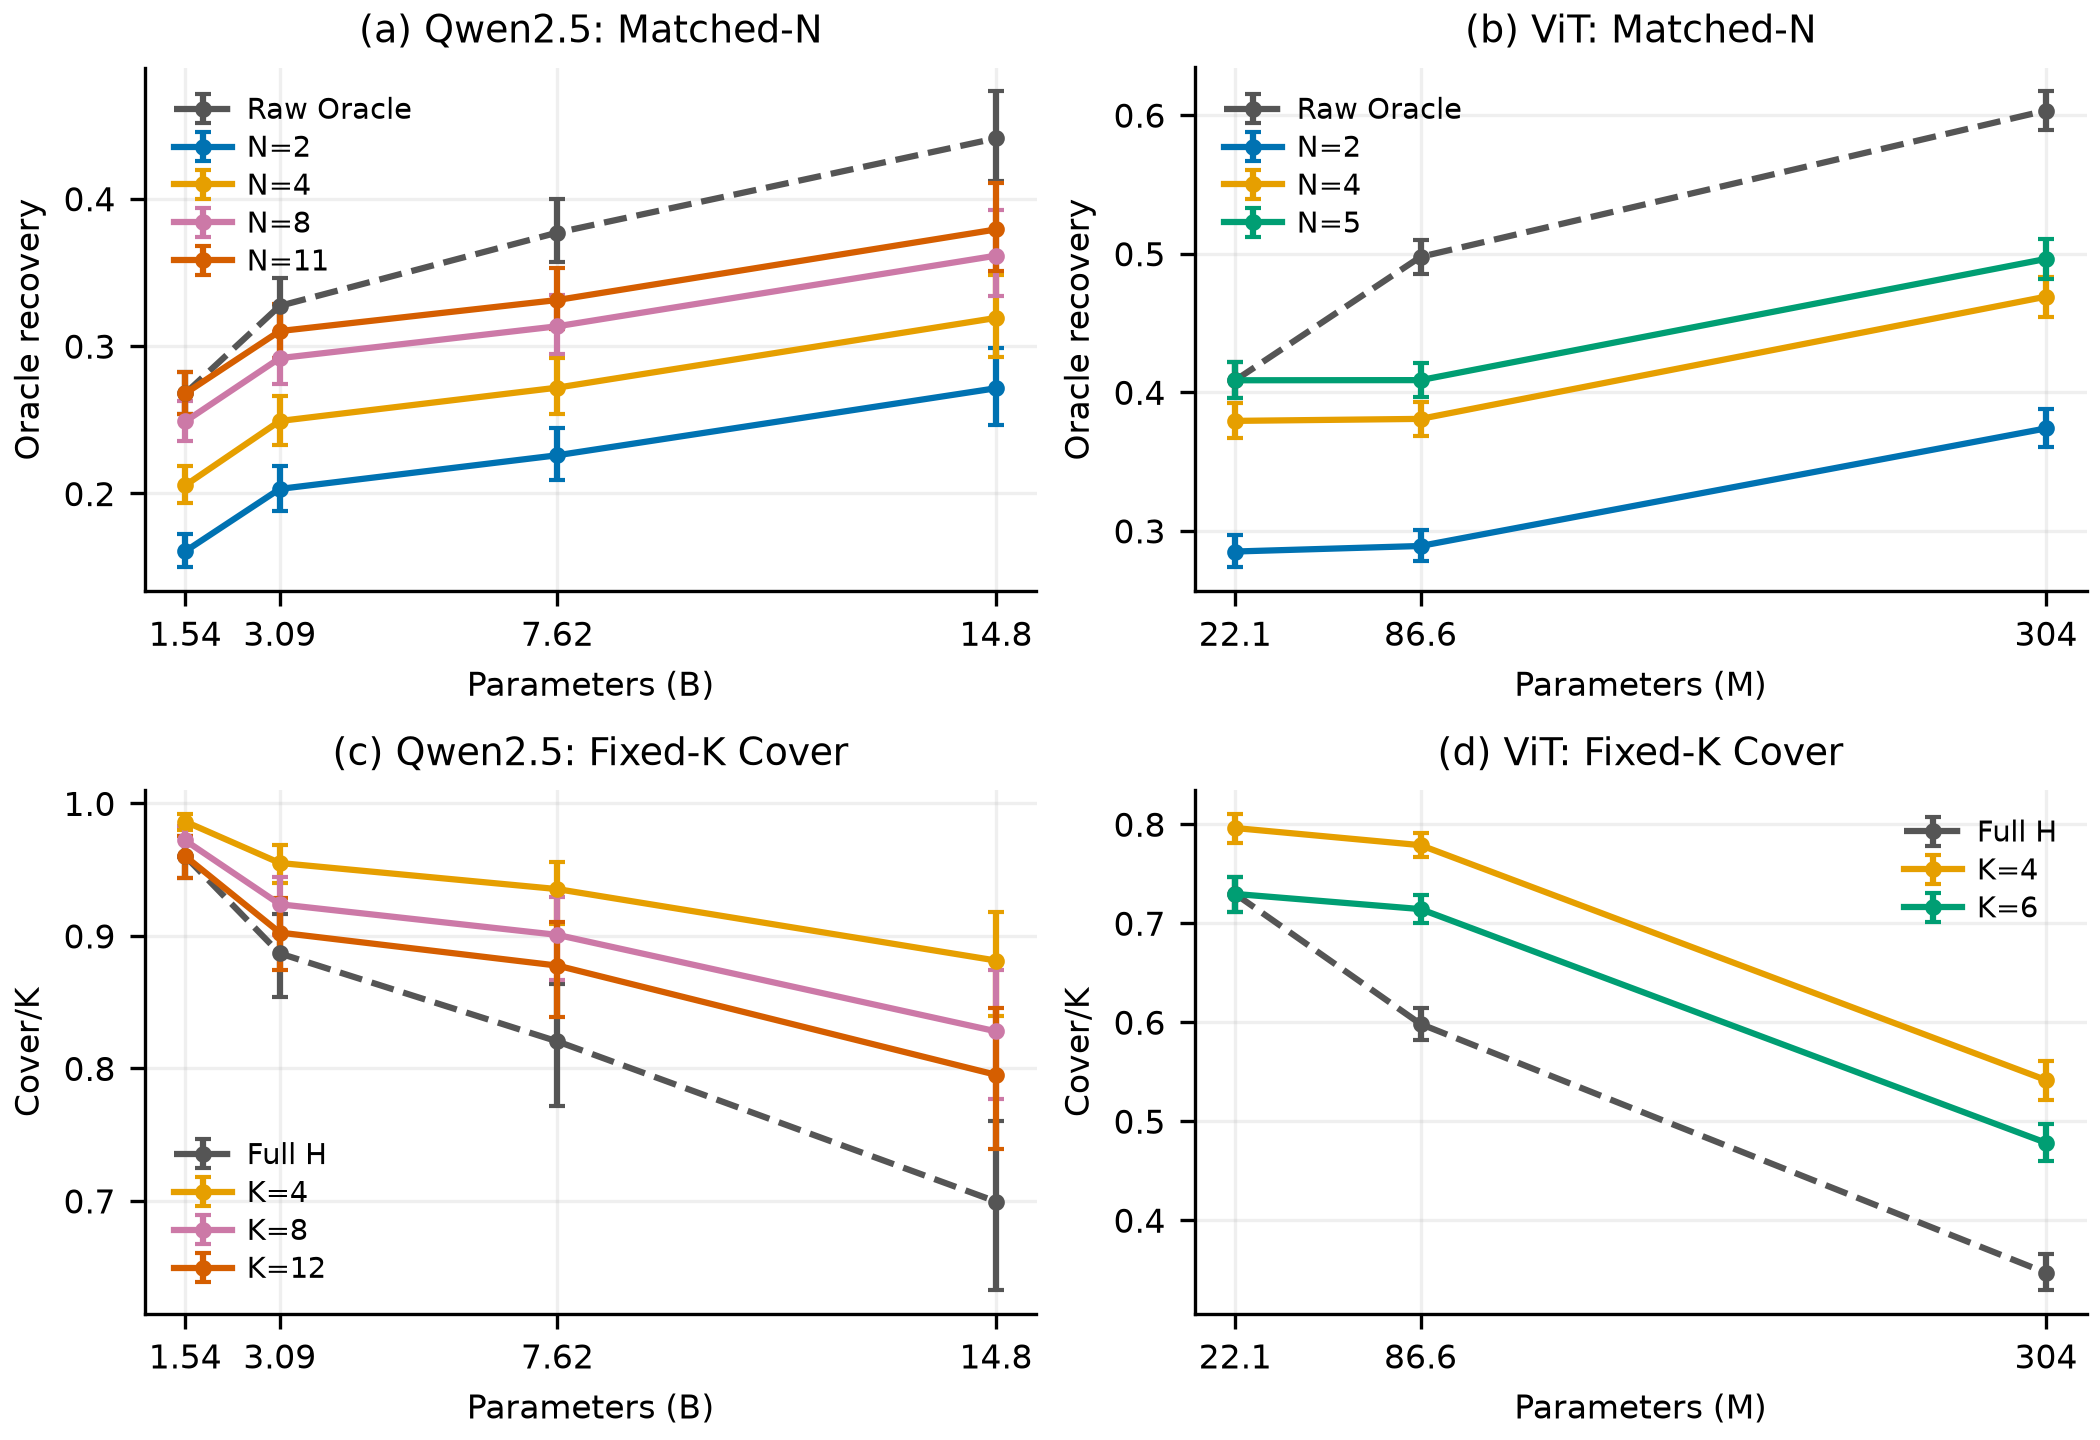 (a) Qwen2.5: Matched-N
Raw Oracle
N=2
N=4
N=8
N=11
Oracle recovery
0.4
0.3
0.2
1.54 3.09 7.62 14.8
Parameters (B)
(b) ViT: Matched-N
Raw Oracle
N=2
N=4
N=5
Oracle recovery
0.6
0.5
0.4
0.3
22.1 86.6 304
Parameters (M)
(c) Qwen2.5: Fixed-K Cover
Full H
K=4
K=8
K=12
Cover/K
1.0
0.9
0.8
0.7
1.54 3.09 7.62 14.8
Parameters (B)
(d) ViT: Fixed-K Cover
Full H
K=4
K=6
Cover/K
0.8
0.7
0.6
0.5
0.4
22.1 86.6 304
Parameters (M)